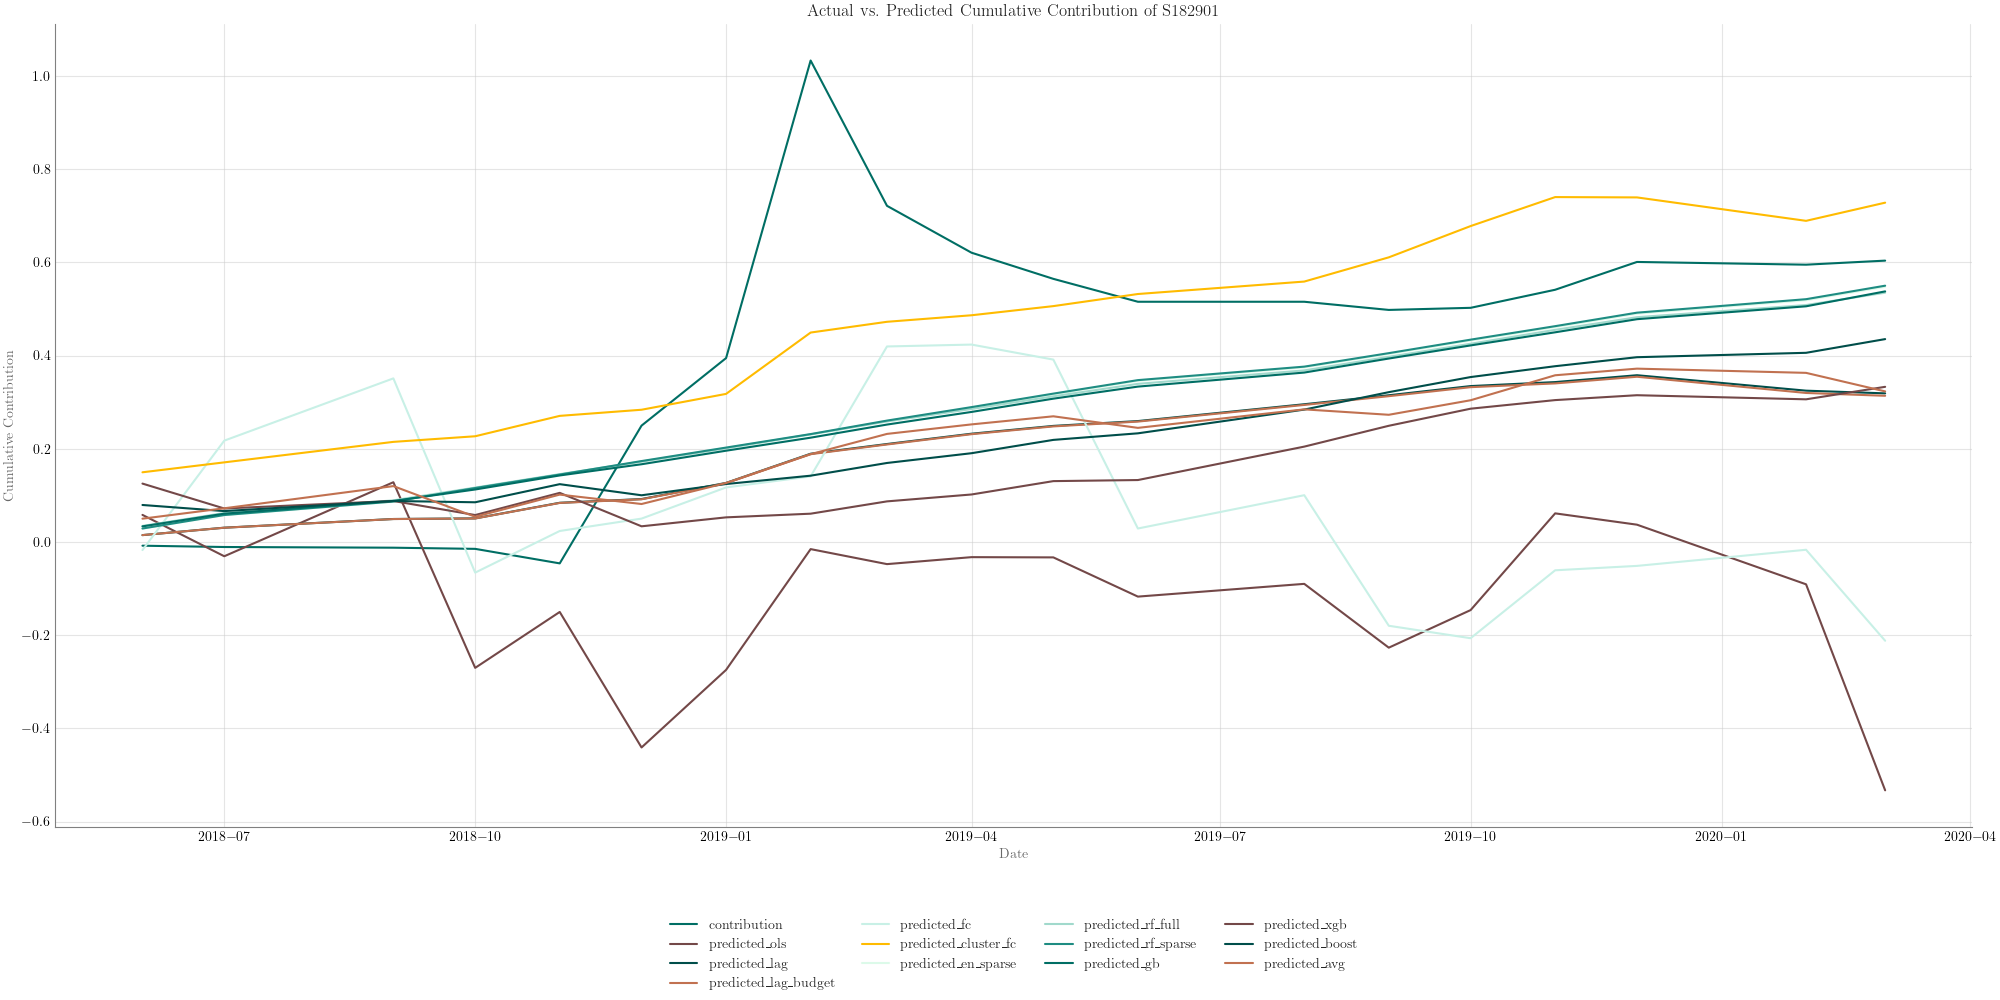 Actual vs. Predicted Cumulative Contribution of S182901
Cumulative Contribution
1.0
0.8
0.6
0.4
0.2
0.0
−0.2
−0.4
−0.6
2018−07 2018−10 2019−01 2019−04 2019−07 2019−10 2020−01 2020−04
Date
contribution predicted_fc predicted_rf_full predicted_xgb
predicted_ols predicted_cluster_fc predicted_rf_sparse predicted_boost
predicted_lag predicted_en_sparse predicted_gb predicted_avg
predicted_lag_budget